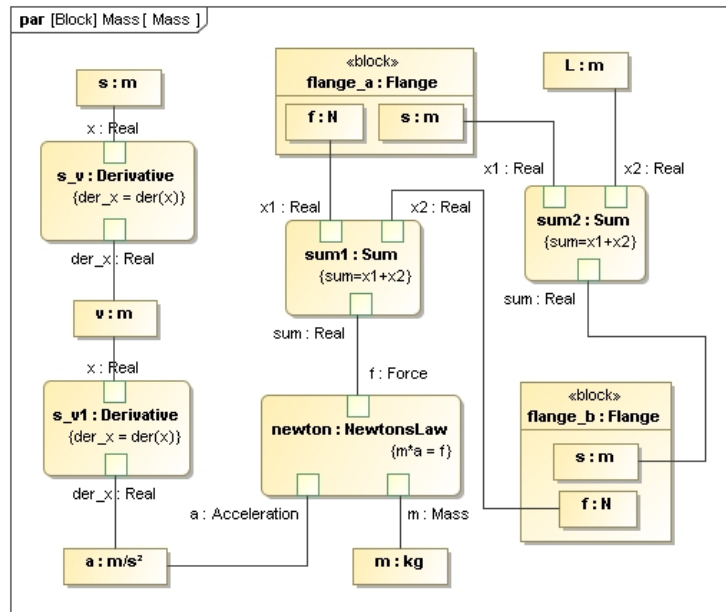 par [Block] Mass [ Mass ]
s : m
x : Real
s_v : Derivative
{der_x = der(x)}
der_x : Real
v : m
x : Real
s_v1 : Derivative
{der_x = der(x)}
der_x : Real
a : m/s²
«block»
flange_a : Flange
f : N
s : m
x1 : Real
x2 : Real
sum1 : Sum
{sum=x1+x2}
sum : Real
f : Force
newton : NewtonsLaw
{m*a = f}
a : Acceleration
m : Mass
m : kg
L : m
x1 : Real
x2 : Real
sum2 : Sum
{sum=x1+x2}
sum : Real
«block»
flange_b : Flange
s : m
f : N